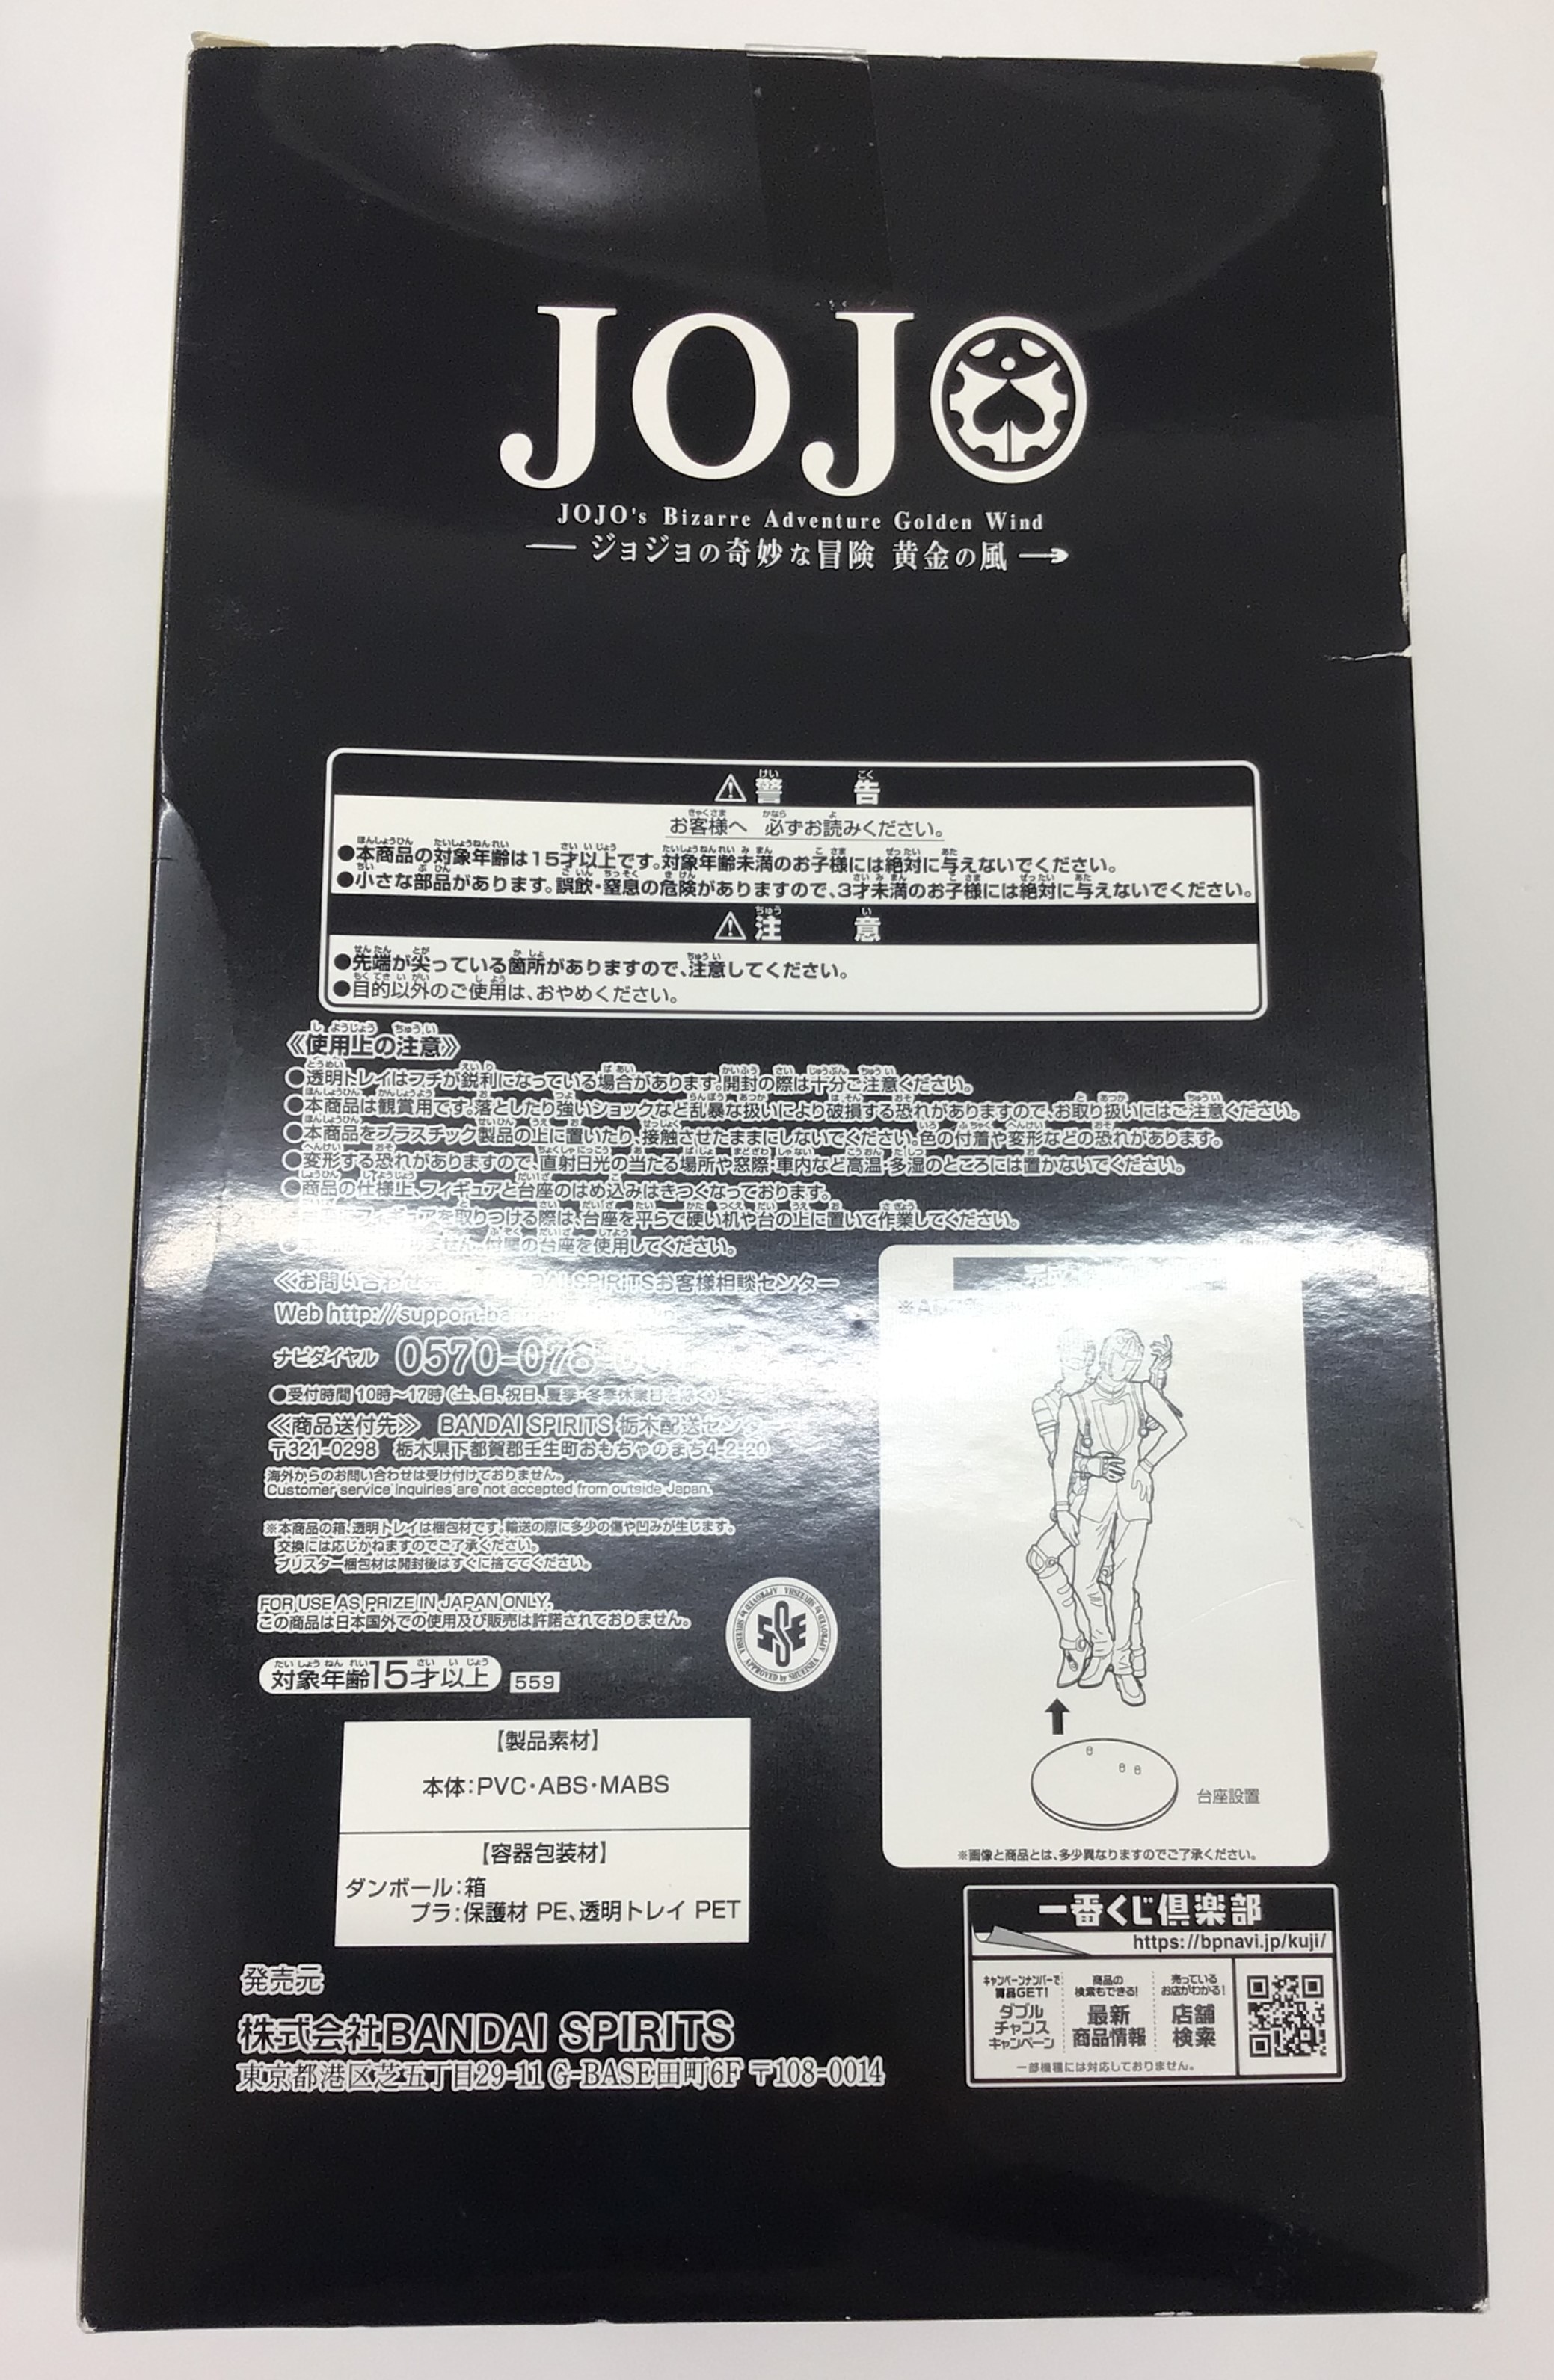 JOJO
JOJO's Bizarre Adventure Golden Wind
ジョジョの奇妙な冒険 黄金の風
⚠警告
お客様へ 必ずお読みください。
●本商品の対象年齢は15才以上です。対象年齢未満のお子様には絶対に与えないでください。
●小さな部品があります。誤飲・窒息の危険がありますので、3才未満のお子様には絶対に与えないでください。
⚠注意
●先端が尖っている箇所がありますので、注意してください。
●目的以外のご使用は、おやめください。
《使用上の注意》
○透明トレイはフチが鋭利になっている場合があります。開封の際は十分ご注意ください。
○本商品は観賞用です。落としたり強いショックなど乱暴な扱いにより破損する恐れがありますので、お取り扱いにはご注意ください。
○本商品をプラスチック製品の上に置いたり、接触させたままにしないでください。色の付着や変形などの恐れがあります。
○変形する恐れがありますので、直射日光の当たる場所や窓際・車内など高温・多湿のところには置かないでください。
○商品の仕様上、フィギュアと台座のはめ込みはきつくなっております。
フィギュアを取りつける際は、台座を平らで硬い机や台の上に置いて作業してください。
付属の台座を使用してください。
《お問い合わせ先 BANDAI SPIRITSお客様相談センター
Web http://support.ba
ナビダイヤル 0570-078-
●受付時間 10時〜17時(土、日、祝日、夏季・冬季休業日を除く)
《商品送付先》 BANDAI SPIRITS 栃木配送センター
〒321-0298 栃木県下都賀郡壬生町おもちゃのまち4-2-20
海外からのお問い合わせは受け付けておりません。
Customer service inquiries are not accepted from outside Japan.
※本商品の箱、透明トレイは梱包材です。輸送の際に多少の傷や凹みが生じます。
交換には応じかねますのでご了承ください。
ブリスター梱包材は開封後はすぐに捨ててください。
FOR USE AS PRIZE IN JAPAN ONLY.
この商品は日本国外での使用及び販売は許諾されておりません。
対象年齢15才以上 559
APPROVED by SHUEISHA
【製品素材】
本体:PVC・ABS・MABS
【容器包装材】
ダンボール:箱
プラ:保護材 PE、透明トレイ PET
台座設置
※画像と商品とは、多少異なりますのでご了承ください。
一番くじ倶楽部
https://bpnavi.jp/kuji/
キャンペーンナンバーで
賞品GET!
ダブル
チャンス
キャンペーン
商品の
検索もできる!
最新
商品情報
売っている
お店がわかる!
店舗
検索
一部機種には対応しておりません。
発売元
株式会社BANDAI SPIRITS
東京都港区芝五丁目29-11 G-BASE田町6F 〒108-0014